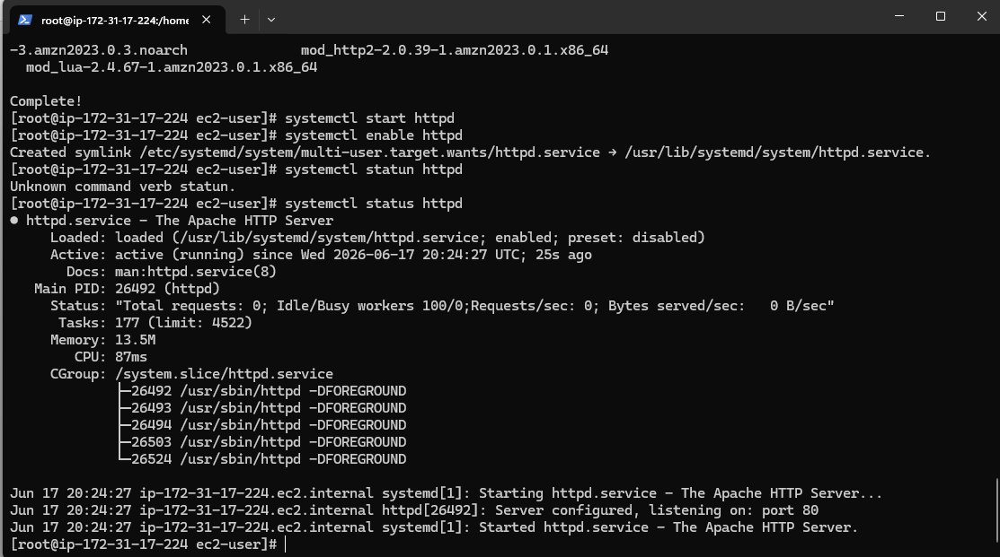 root@ip-172-31-17-224:/home
-3.amzn2023.0.3.noarch mod_http2-2.0.39-1.amzn2023.0.1.x86_64
mod_lua-2.4.67-1.amzn2023.0.1.x86_64
Complete!
[root@ip-172-31-17-224 ec2-user]# systemctl start httpd
[root@ip-172-31-17-224 ec2-user]# systemctl enable httpd
Created symlink /etc/systemd/system/multi-user.target.wants/httpd.service → /usr/lib/systemd/system/httpd.service.
[root@ip-172-31-17-224 ec2-user]# systemctl statun httpd
Unknown command verb statun.
[root@ip-172-31-17-224 ec2-user]# systemctl status httpd
● httpd.service - The Apache HTTP Server
Loaded: loaded (/usr/lib/systemd/system/httpd.service; enabled; preset: disabled)
Active: active (running) since Wed 2026-06-17 20:24:27 UTC; 25s ago
Docs: man:httpd.service(8)
Main PID: 26492 (httpd)
Status: "Total requests: 0; Idle/Busy workers 100/0;Requests/sec: 0; Bytes served/sec:   0 B/sec"
Tasks: 177 (limit: 4522)
Memory: 13.5M
CPU: 87ms
CGroup: /system.slice/httpd.service
├─26492 /usr/sbin/httpd -DFOREGROUND
├─26493 /usr/sbin/httpd -DFOREGROUND
├─26494 /usr/sbin/httpd -DFOREGROUND
├─26503 /usr/sbin/httpd -DFOREGROUND
└─26524 /usr/sbin/httpd -DFOREGROUND
Jun 17 20:24:27 ip-172-31-17-224.ec2.internal systemd[1]: Starting httpd.service - The Apache HTTP Server...
Jun 17 20:24:27 ip-172-31-17-224.ec2.internal httpd[26492]: Server configured, listening on: port 80
Jun 17 20:24:27 ip-172-31-17-224.ec2.internal systemd[1]: Started httpd.service - The Apache HTTP Server.
[root@ip-172-31-17-224 ec2-user]#